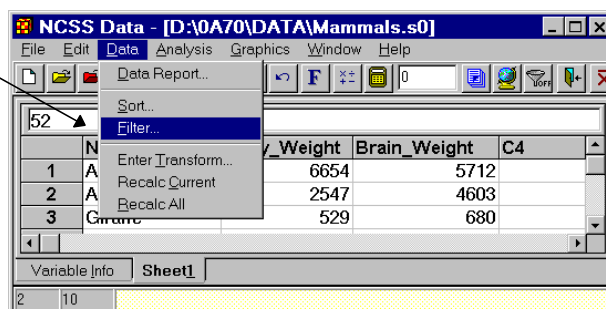 NCSS Data - [D:\0A70\DATA\Mammals.s0]
File Edit Data Analysis Graphics Window Help
Data Report...
F 0 OFF
Sort...
52
Filter...
N y_Weight Brain_Weight C4
Enter Transform...
1 A 6654 5712
Recalc Current
2 A 2547 4603
Recalc All
3 Giraffe 529 680
Variable Info Sheet1
2 10